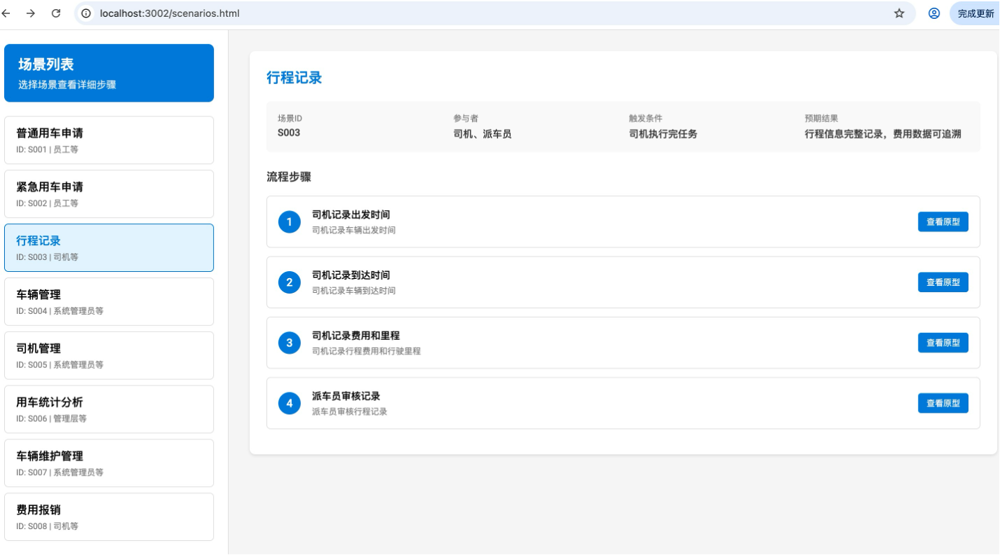 localhost:3002/scenarios.html
完成更新
场景列表
选择场景查看详细步骤
普通用车申请
ID: S001 | 员工等
紧急用车申请
ID: S002 | 员工等
行程记录
ID: S003 | 司机等
车辆管理
ID: S004 | 系统管理员等
司机管理
ID: S005 | 系统管理员等
用车统计分析
ID: S006 | 管理层等
车辆维护管理
ID: S007 | 系统管理员等
费用报销
ID: S008 | 司机等
行程记录
场景ID
S003
参与者
司机、派车员
触发条件
司机执行完任务
预期结果
行程信息完整记录，费用数据可追溯
流程步骤
1
司机记录出发时间
司机记录车辆出发时间
查看原型
2
司机记录到达时间
司机记录车辆到达时间
查看原型
3
司机记录费用和里程
司机记录行程费用和行驶里程
查看原型
4
派车员审核记录
派车员审核行程记录
查看原型